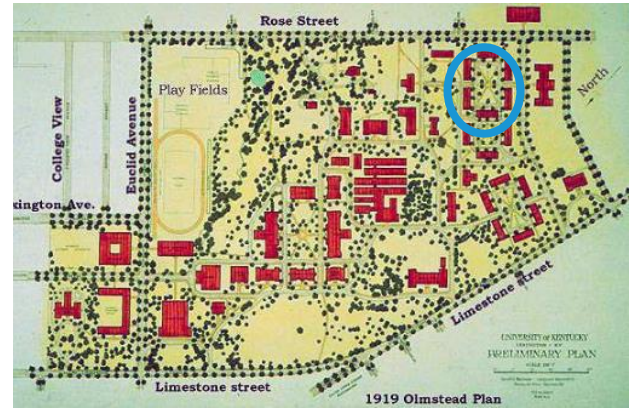 Rose Street
Play Fields
North
College View
Euclid Avenue
xington Ave.
Limestone street
UNIVERSITY of KENTUCKY
PRELIMINARY PLAN
Limestone street
1919 Olmstead Plan